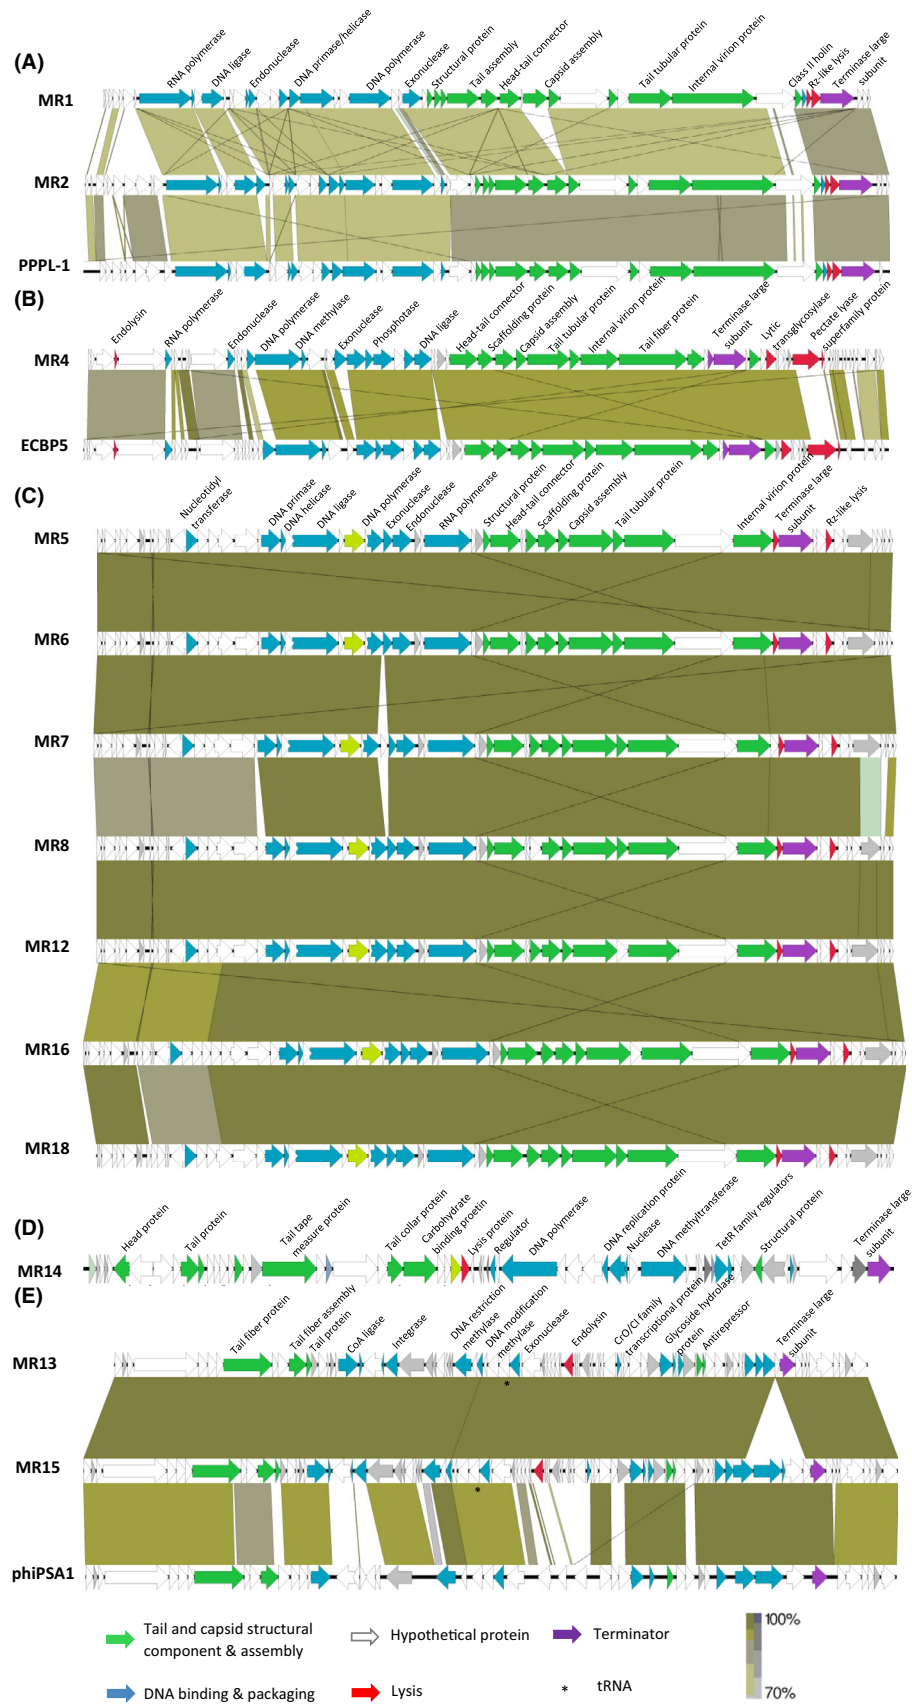 (A)
RNA polymerase
DNA ligase
Endonuclease
DNA primase/helicase
DNA polymerase
Exonuclease
Structural protein
Tail assembly
Head-tail connector
Capsid assembly
Tail tubular protein
Internal virion protein
Class II holin
Rz-like lysis
Terminase large
subunit
MR1
MR2
PPPL-1
(B)
Endolysin
RNA polymerase
Endonuclease
DNA polymerase
DNA methylase
Exonuclease
Phosphotase
DNA ligase
Head-tail connector
Scaffolding protein
Capsid assembly
Tail tubular protein
Internal virion protein
Tail fiber protein
Terminase large
subunit
Lytic
transglycosylase
Pectate lyase
superfamily protein
MR4
ECBP5
(C)
Nucleotidyl
transferase
DNA primase
DNA helicase
DNA ligase
DNA polymerase
Exonuclease
Endonuclease
RNA polymerase
Structural protein
Head-tail connector
Scaffolding protein
Capsid assembly
Tail tubular protein
Internal virion protein
Terminase large
subunit
Rz-like lysis
MR5
MR6
MR7
MR8
MR12
MR16
MR18
(D)
Head protein
Tail protein
Tail tape
measure protein
Tail collar protein
Carbohydrate
binding proetin
Lysis protein
Regulator
DNA polymerase
DNA replication protein
Nuclease
DNA methyltransferase
TetR family regulators
Structural protein
Terminase large
subunit
MR14
(E)
Tail fiber protein
Tail fiber assembly
Tail protein
CoA ligase
Integrase
DNA restriction
methylase
DNA modification
methylase
Exonuclease
Endolysin
CrO/CI family
transcriptional protein
Glycoside hydrolase
protein
Antirepressor
Terminase large
subunit
MR13
*
MR15
*
phiPSA1
Tail and capsid structural
component & assembly
Hypothetical protein
Terminator
DNA binding & packaging
Lysis
* tRNA
100%
70%